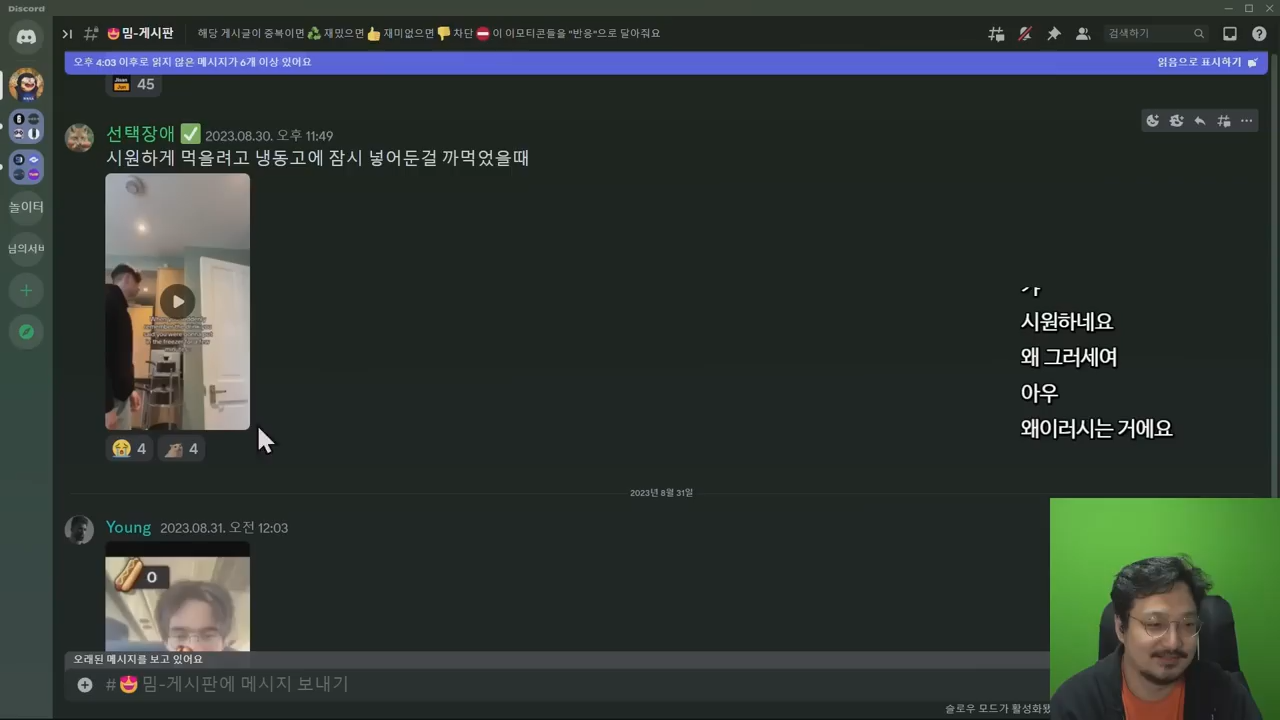 Discord
😍밈-게시판
해당 게시글이 중복이면 ♻️ 재밌으면 👍 재미없으면 👎 차단 ⛔ 이 이모티콘들을 "반응"으로 달아줘요
검색하기
오후 4:03 이후로 읽지 않은 메시지가 6개 이상 있어요
읽음으로 표시하기
45
선택장애 ✅ 2023.08.30. 오후 11:49
시원하게 먹을려고 냉동고에 잠시 넣어둔걸 까먹었을때
놀이터
님의서버
시원하네요
왜 그러세여
아우
왜이러시는 거에요
4
4
2023년 8월 31일
Young 2023.08.31. 오전 12:03
0
오래된 메시지를 보고 있어요
#😍밈-게시판에 메시지 보내기
슬로우 모드가 활성화됐